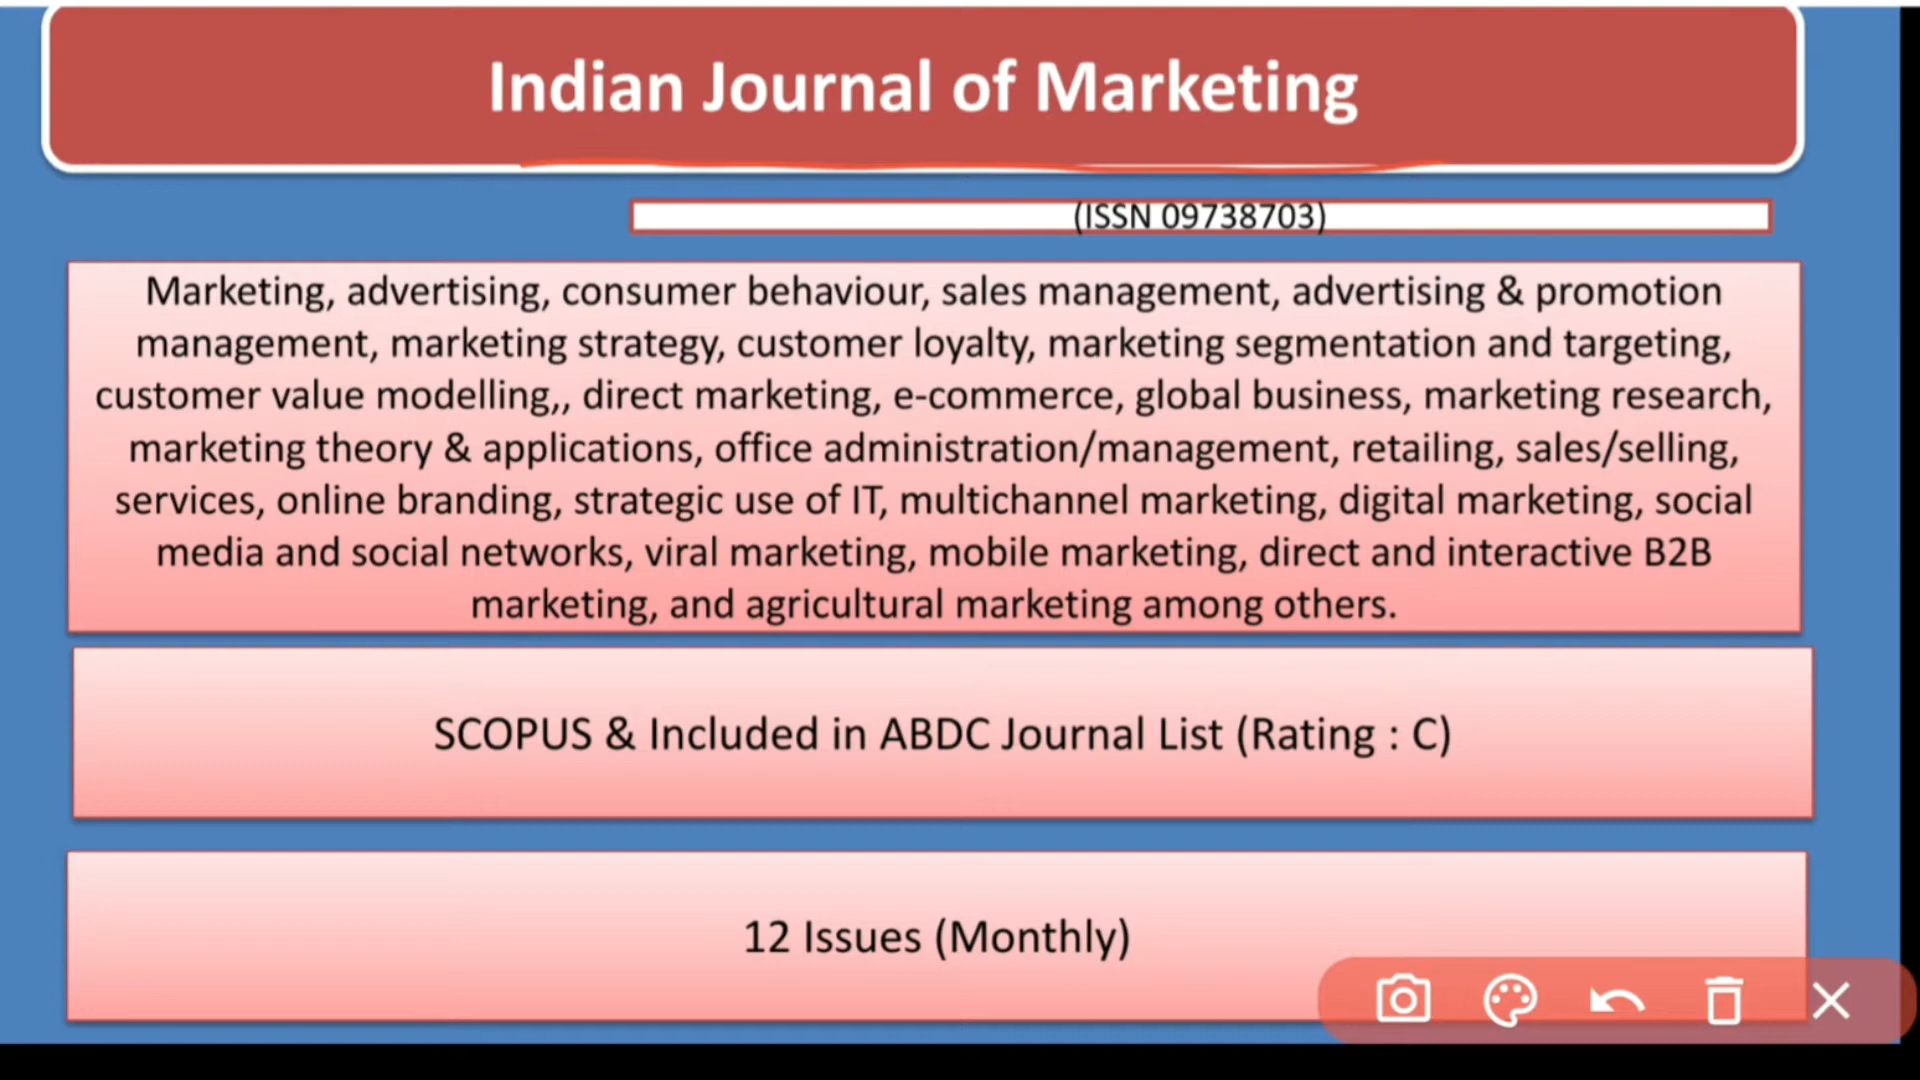 Indian Journal of Marketing
(ISSN 09738703)
Marketing, advertising, consumer behaviour, sales management, advertising & promotion
management, marketing strategy, customer loyalty, marketing segmentation and targeting,
customer value modelling,, direct marketing, e-commerce, global business, marketing research,
marketing theory & applications, office administration/management, retailing, sales/selling,
services, online branding, strategic use of IT, multichannel marketing, digital marketing, social
media and social networks, viral marketing, mobile marketing, direct and interactive B2B
marketing, and agricultural marketing among others.
SCOPUS & Included in ABDC Journal List (Rating : C)
12 Issues (Monthly)